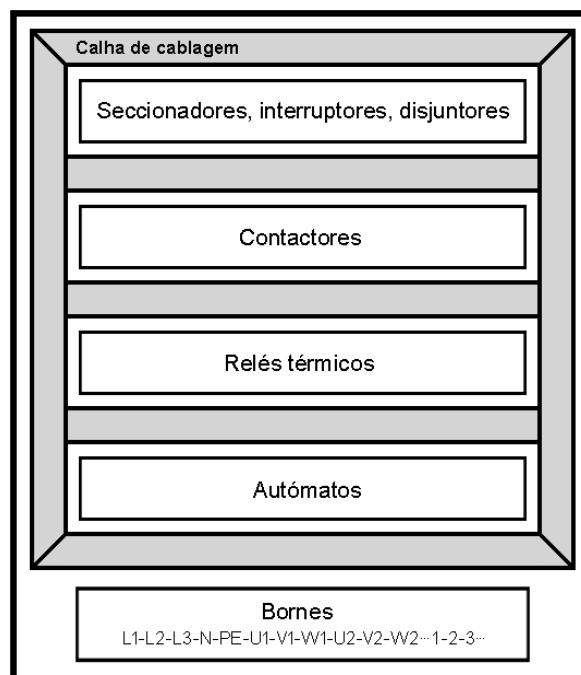 Calha de cablagem
Seccionadores, interruptores, disjuntores
Contactores
Relés térmicos
Autómatos
Bornes
L1-L2-L3-N-PE-U1-V1-W1-U2-V2-W2···1-2-3···